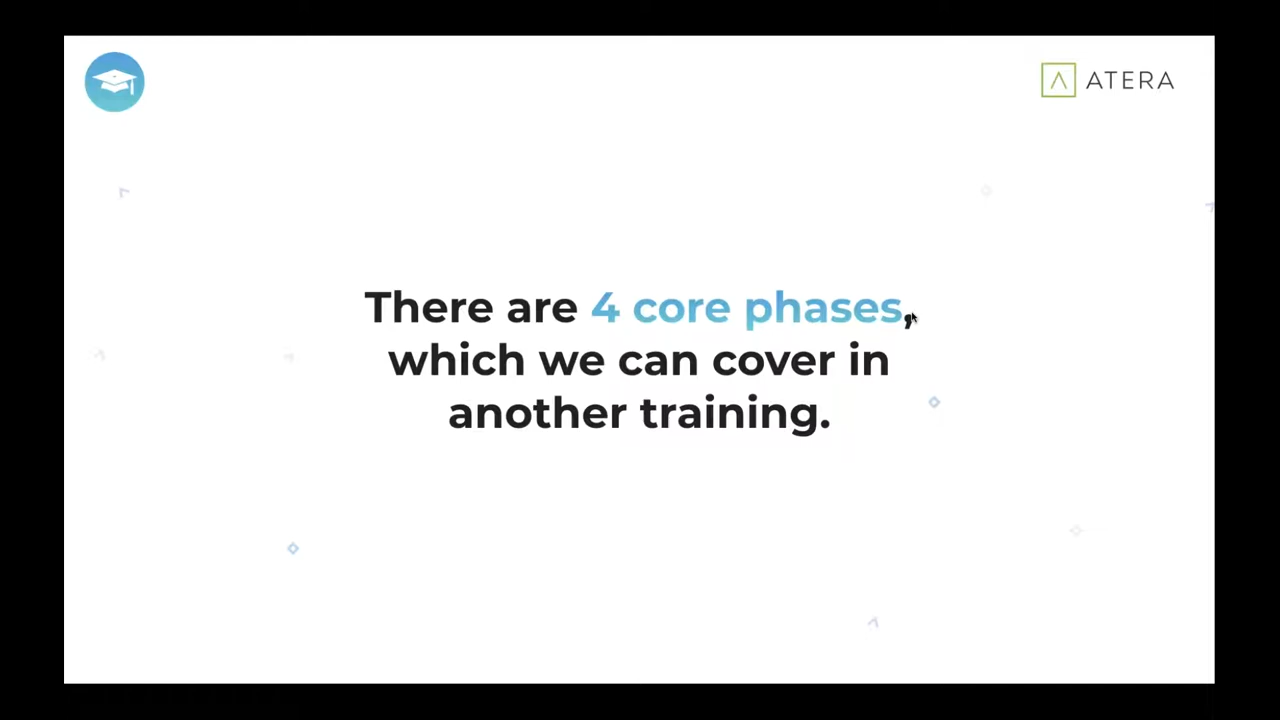 ATERA
There are 4 core phases,
which we can cover in
another training.